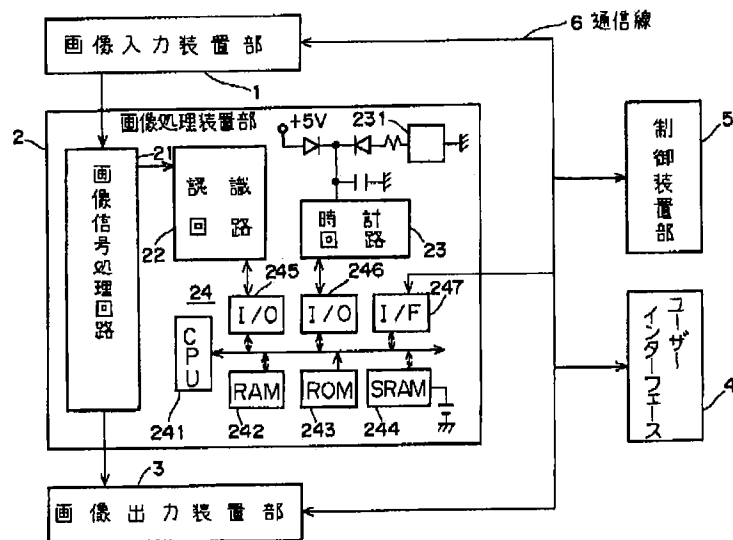 6 通信線
画像入力装置部
1
2
画像処理装置部
+5V
231
21
画像信号処理回路
認識
回路
22
時計
回路
23
24
245
246
247
I/O
I/O
I/F
CPU
241
RAM
242
ROM
243
SRAM
244
5
制御装置部
ユーザー
インターフェース
4
3
画像出力装置部